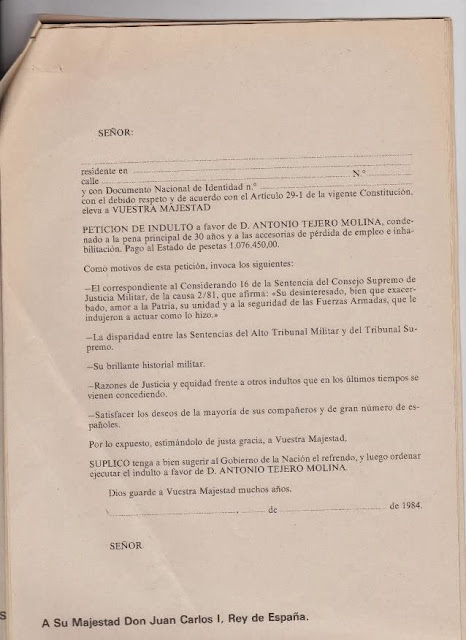 SEÑOR:
residente en
calle N.º
y con Documento Nacional de Identidad n.º
con el debido respeto y de acuerdo con el Artículo 29-1 de la vigente Constitución,
eleva a VUESTRA MAJESTAD
PETICION DE INDULTO a favor de D. ANTONIO TEJERO MOLINA, conde-
nado a la pena principal de 30 años y a las accesorias de pérdida de empleo e inha-
bilitación. Pago al Estado de pesetas 1.076.450,00.
Como motivos de esta petición, invoca los siguientes:
—El correspondiente al Considerando 16 de la Sentencia del Consejo Supremo de
Justicia Militar, de la causa 2/81, que afirma: «Su desinteresado, bien que exacer-
bado, amor a la Patria, su unidad y a la seguridad de las Fuerzas Armadas, que le
indujeron a actuar como lo hizo.»
—La disparidad entre las Sentencias del Alto Tribunal Militar y del Tribunal Su-
premo.
—Su brillante historial militar.
—Razones de Justicia y equidad frente a otros indultos que en los últimos tiempos se
vienen concediendo.
—Satisfacer los deseos de la mayoría de sus compañeros y de gran número de es-
pañoles.
Por lo expuesto, estimándolo de justa gracia, a Vuestra Majestad,
SUPLICO tenga a bien sugerir al Gobierno de la Nación el refrendo, y luego ordenar
ejecutar el indulto a favor de D. ANTONIO TEJERO MOLINA.
Dios guarde a Vuestra Majestad muchos años.
, de de 1984.
SEÑOR
A Su Majestad Don Juan Carlos I, Rey de España.
S